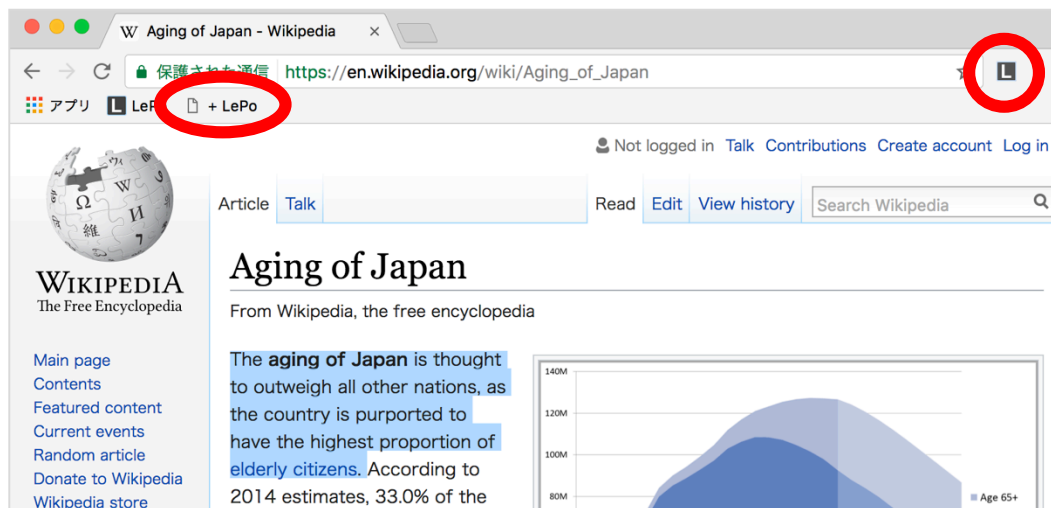 W Aging of Japan - Wikipedia ×
保護された通信 https://en.wikipedia.org/wiki/Aging_of_Japan L
アプリ L LeP + LePo
Not logged in Talk Contributions Create account Log in
Article Talk Read Edit View history Search Wikipedia
Ω W И
維 7
WIKIPEDIA
The Free Encyclopedia
Aging of Japan
From Wikipedia, the free encyclopedia
Main page
Contents
Featured content
Current events
Random article
Donate to Wikipedia
Wikipedia store
The aging of Japan is thought
to outweigh all other nations, as
the country is purported to
have the highest proportion of
elderly citizens. According to
2014 estimates, 33.0% of the
140M
120M
100M
80M
Age 65+